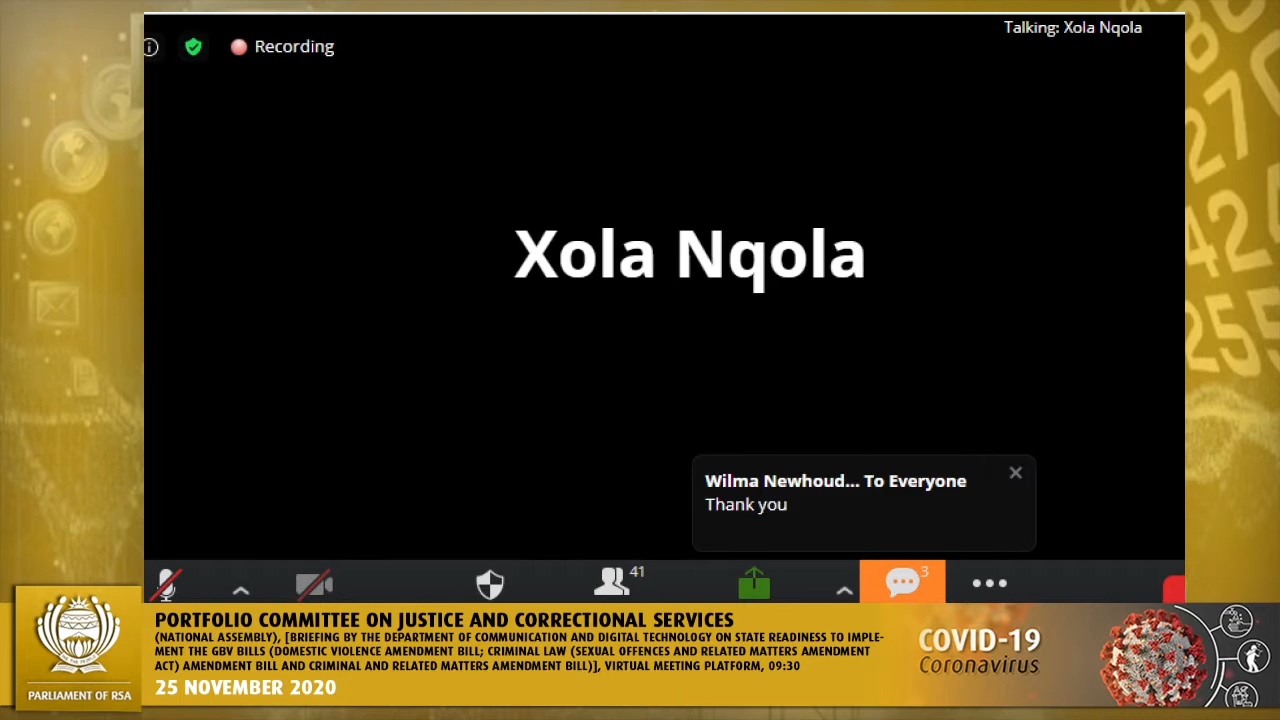 Talking: Xola Nqola
Recording
Xola Nqola
Wilma Newhoud... To Everyone
Thank you
41
3
PORTFOLIO COMMITTEE ON JUSTICE AND CORRECTIONAL SERVICES
(NATIONAL ASSEMBLY), [BRIEFING BY THE DEPARTMENT OF COMMUNICATION AND DIGITAL TECHNOLOGY ON STATE READINESS TO IMPLE-
MENT THE GBV BILLS (DOMESTIC VIOLENCE AMENDMENT BILL; CRIMINAL LAW (SEXUAL OFFENCES AND RELATED MATTERS AMENDMENT
ACT) AMENDMENT BILL AND CRIMINAL AND RELATED MATTERS AMENDMENT BILL)], VIRTUAL MEETING PLATFORM, 09:30
25 NOVEMBER 2020
PARLIAMENT OF RSA
COVID-19
Coronavirus
27
42
255